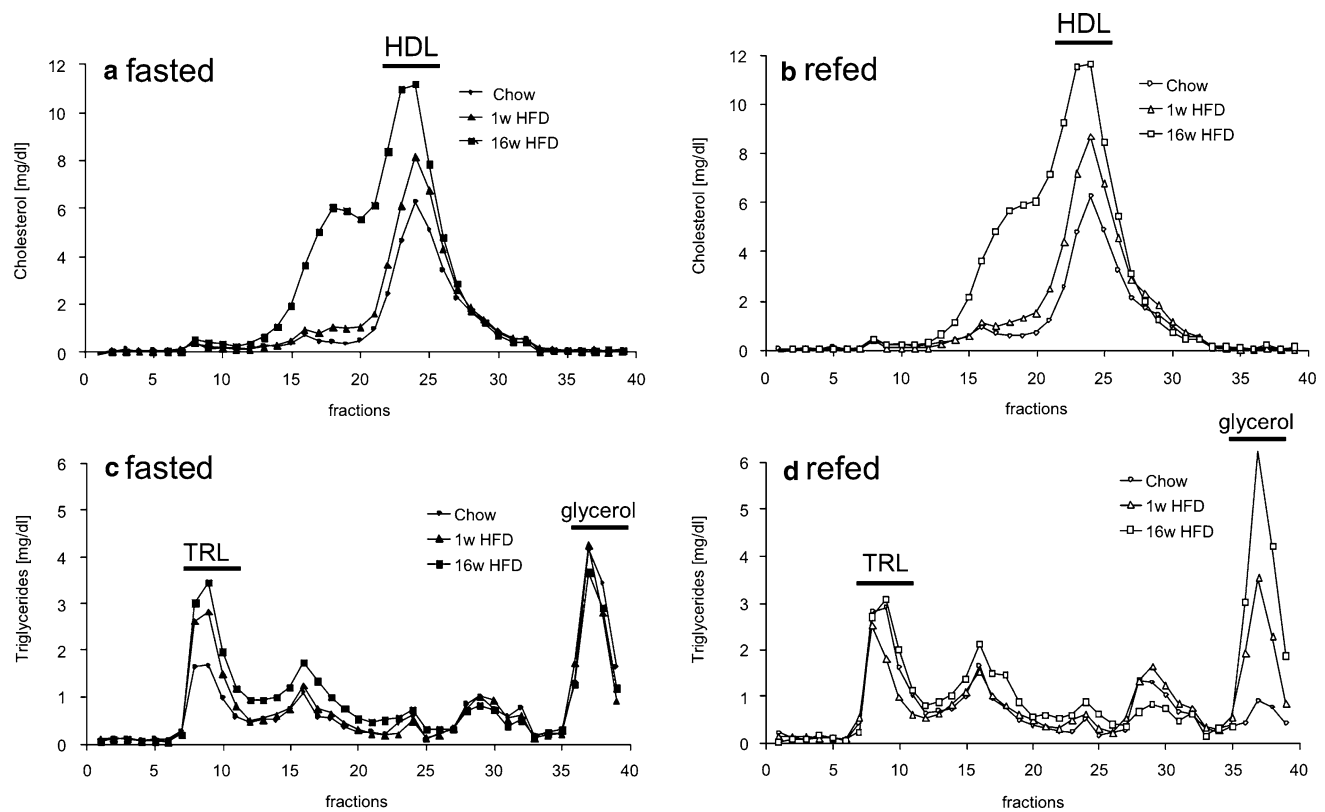 a fasted
HDL
Chow
1w HFD
16w HFD
Cholesterol [mg/dl]
12
10
8
6
4
2
0
0 5 10 15 20 25 30 35 40
fractions
b refed
HDL
Chow
1w HFD
16w HFD
Cholesterol [mg/dl]
12
10
8
6
4
2
0
0 5 10 15 20 25 30 35 40
fractions
c fasted
TRL
glycerol
Chow
1w HFD
16w HFD
Triglycerides [mg/dl]
6
5
4
3
2
1
0
0 5 10 15 20 25 30 35 40
fractions
d refed
TRL
glycerol
Chow
1w HFD
16w HFD
Triglycerides [mg/dl]
6
5
4
3
2
1
0
0 5 10 15 20 25 30 35 40
fractions